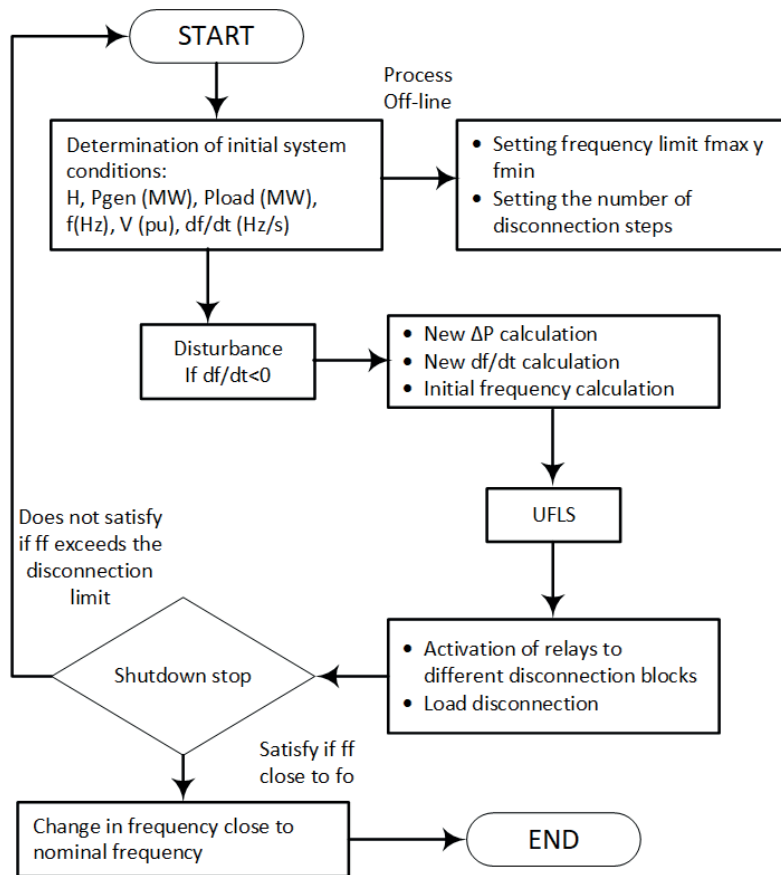 START
Process
Off-line
Determination of initial system
conditions:
H, Pgen (MW), Pload (MW),
f(Hz), V (pu), df/dt (Hz/s)
• Setting frequency limit fmax y
fmin
• Setting the number of
disconnection steps
Disturbance
If df/dt<0
• New ΔP calculation
• New df/dt calculation
• Initial frequency calculation
UFLS
Does not satisfy
if ff exceeds the
disconnection
limit
• Activation of relays to
different disconnection blocks
• Load disconnection
Shutdown stop
Satisfy if ff
close to fo
Change in frequency close to
nominal frequency
END